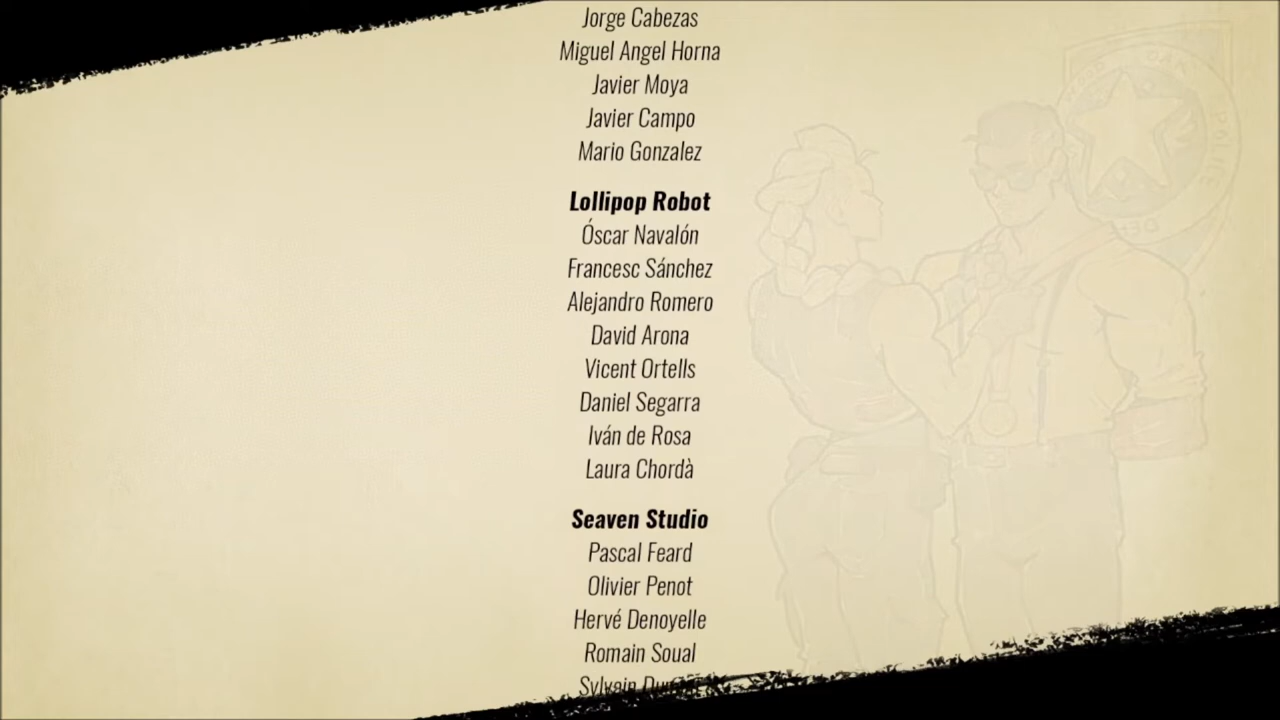 Jorge Cabezas
Miguel Angel Horna
Javier Moya
Javier Campo
Mario Gonzalez
Lollipop Robot
Óscar Navalón
Francesc Sánchez
Alejandro Romero
David Arona
Vicent Ortells
Daniel Segarra
Iván de Rosa
Laura Chordà
Seaven Studio
Pascal Feard
Olivier Penot
Hervé Denoyelle
Romain Soual
Sylvain